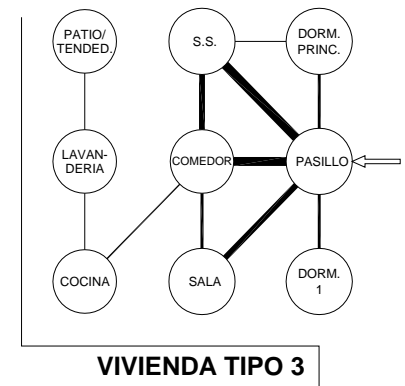 PATIO/
TENDED.
S.S.
DORM.
PRINC.
LAVAN-
DERIA
COMEDOR
PASILLO
COCINA
SALA
DORM.
1
VIVIENDA TIPO 3